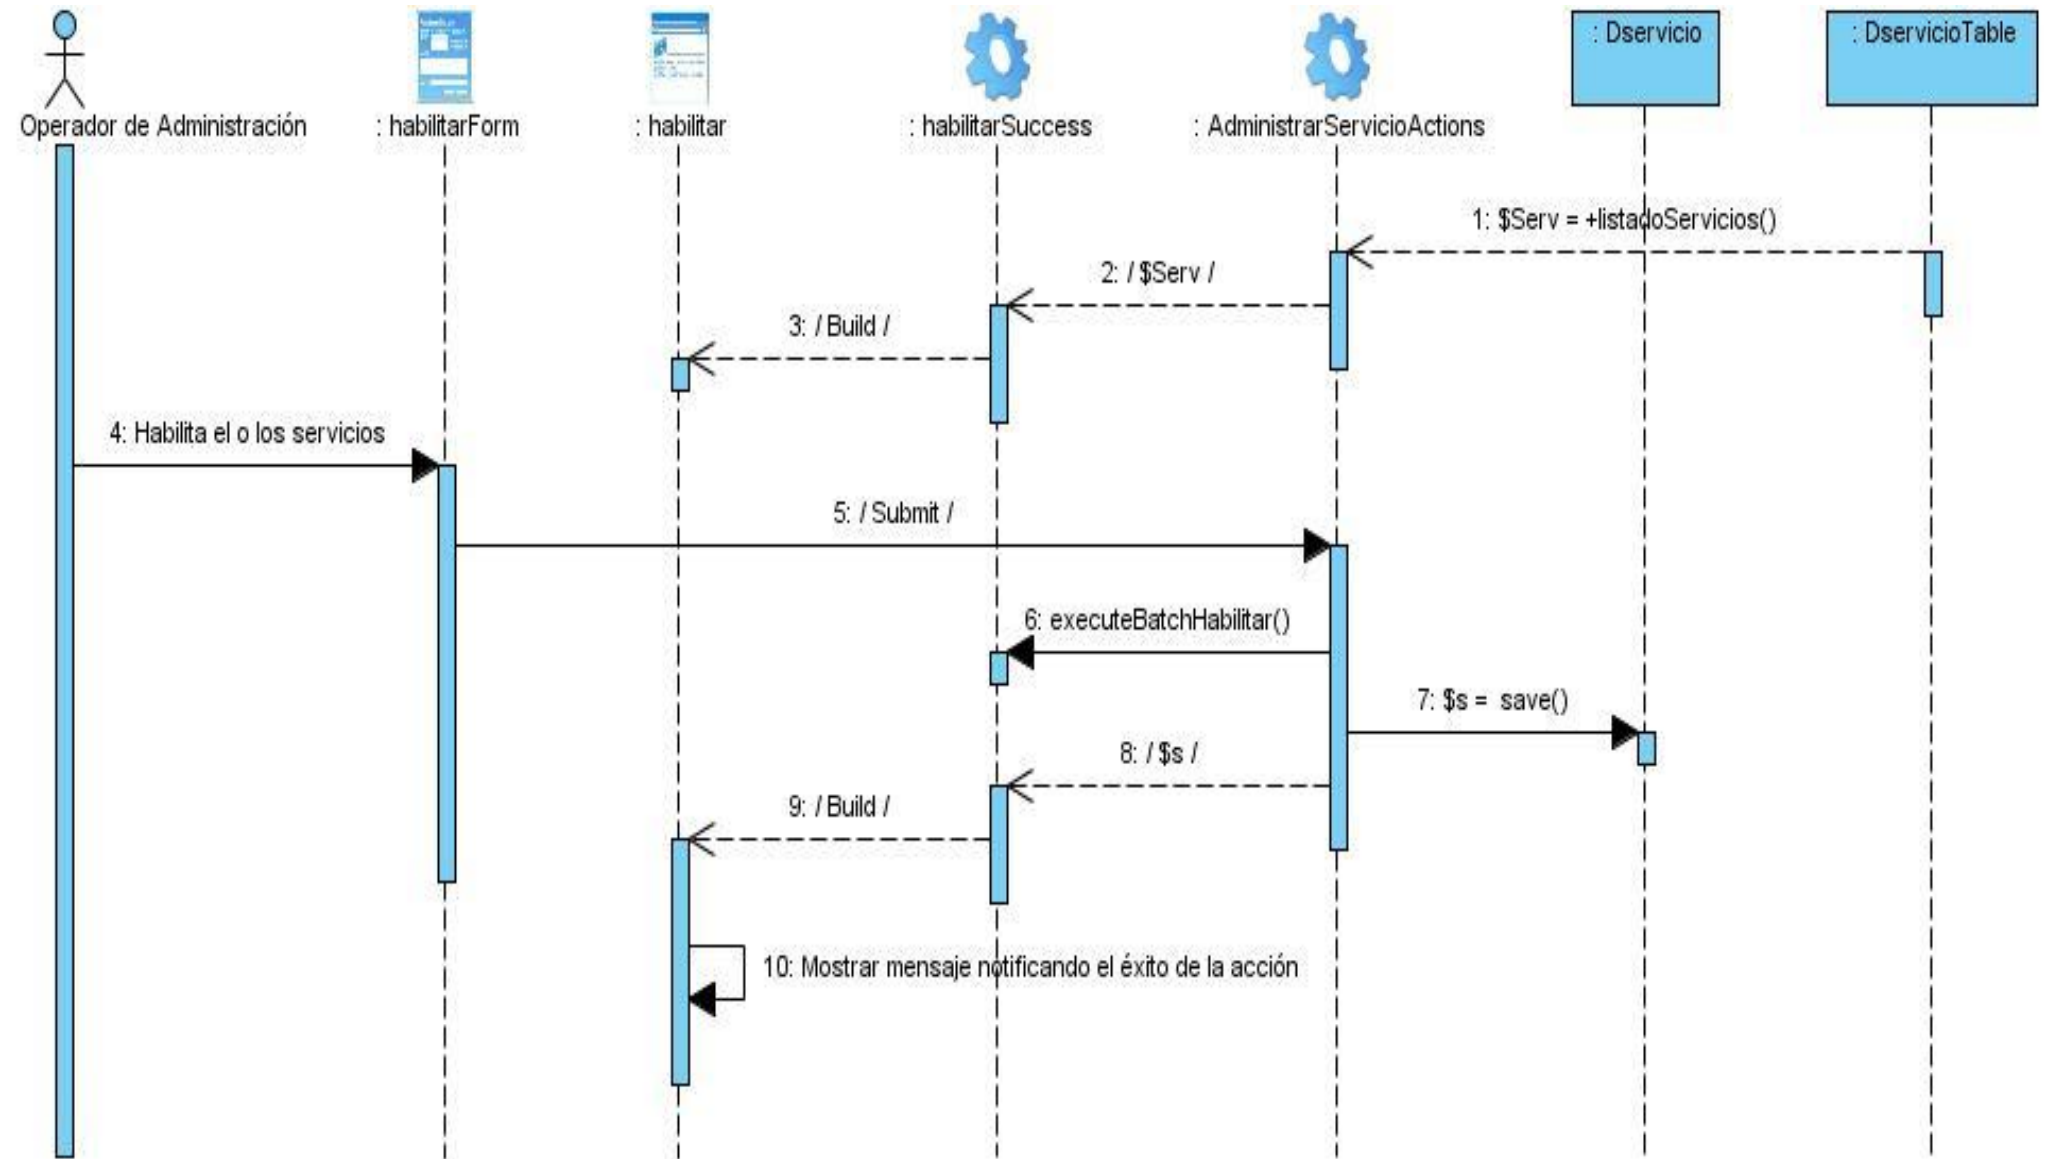 Operador de Administración
: habilitarForm
: habilitar
: habilitarSuccess
: AdministrarServicioActions
: Dservicio
: DservicioTable
1: $Serv = +listadoServicios()
2: / $Serv /
3: / Build /
4: Habilita el o los servicios
5: / Submit /
6: executeBatchHabilitar()
7: $s = save()
8: / $s /
9: / Build /
10: Mostrar mensaje notificando el éxito de la acción